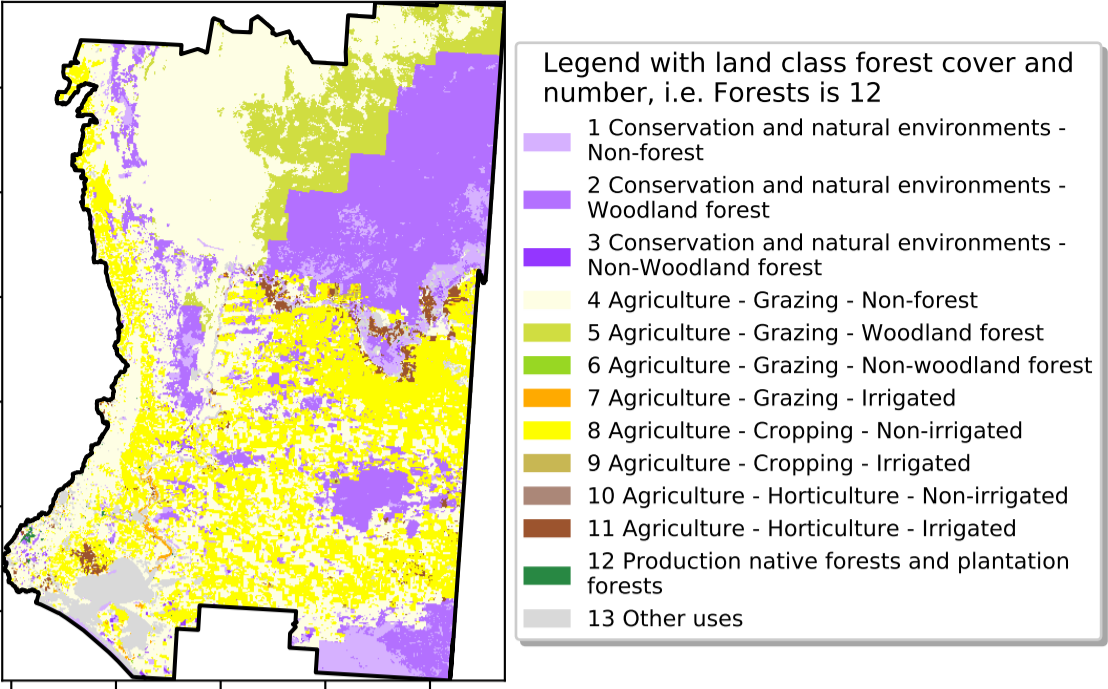 Legend with land class forest cover and
number, i.e. Forests is 12
1 Conservation and natural environments -
Non-forest
2 Conservation and natural environments -
Woodland forest
3 Conservation and natural environments -
Non-Woodland forest
4 Agriculture - Grazing - Non-forest
5 Agriculture - Grazing - Woodland forest
6 Agriculture - Grazing - Non-woodland forest
7 Agriculture - Grazing - Irrigated
8 Agriculture - Cropping - Non-irrigated
9 Agriculture - Cropping - Irrigated
10 Agriculture - Horticulture - Non-irrigated
11 Agriculture - Horticulture - Irrigated
12 Production native forests and plantation
forests
13 Other uses